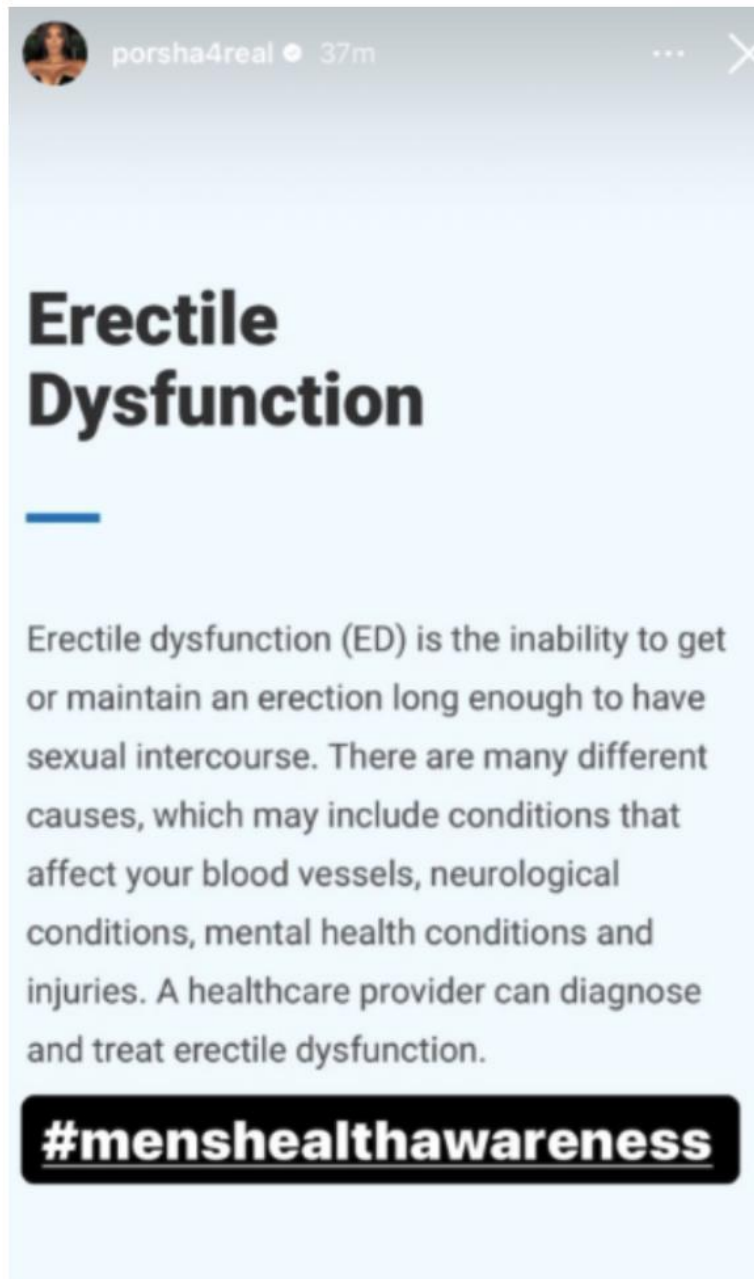 porsha4real 37m
Erectile
Dysfunction
Erectile dysfunction (ED) is the inability to get
or maintain an erection long enough to have
sexual intercourse. There are many different
causes, which may include conditions that
affect your blood vessels, neurological
conditions, mental health conditions and
injuries. A healthcare provider can diagnose
and treat erectile dysfunction.
#menshealthawareness